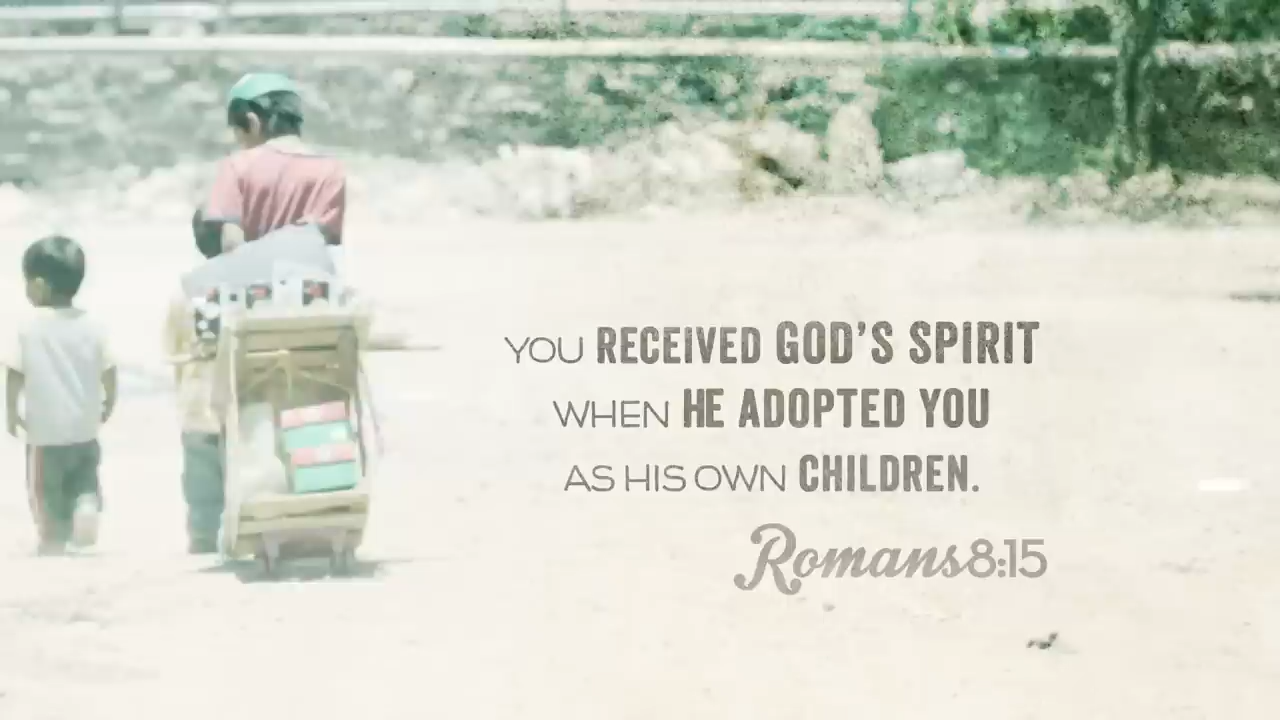 YOU RECEIVED GOD'S SPIRIT
WHEN HE ADOPTED YOU
AS HIS OWN CHILDREN.
Romans 8:15